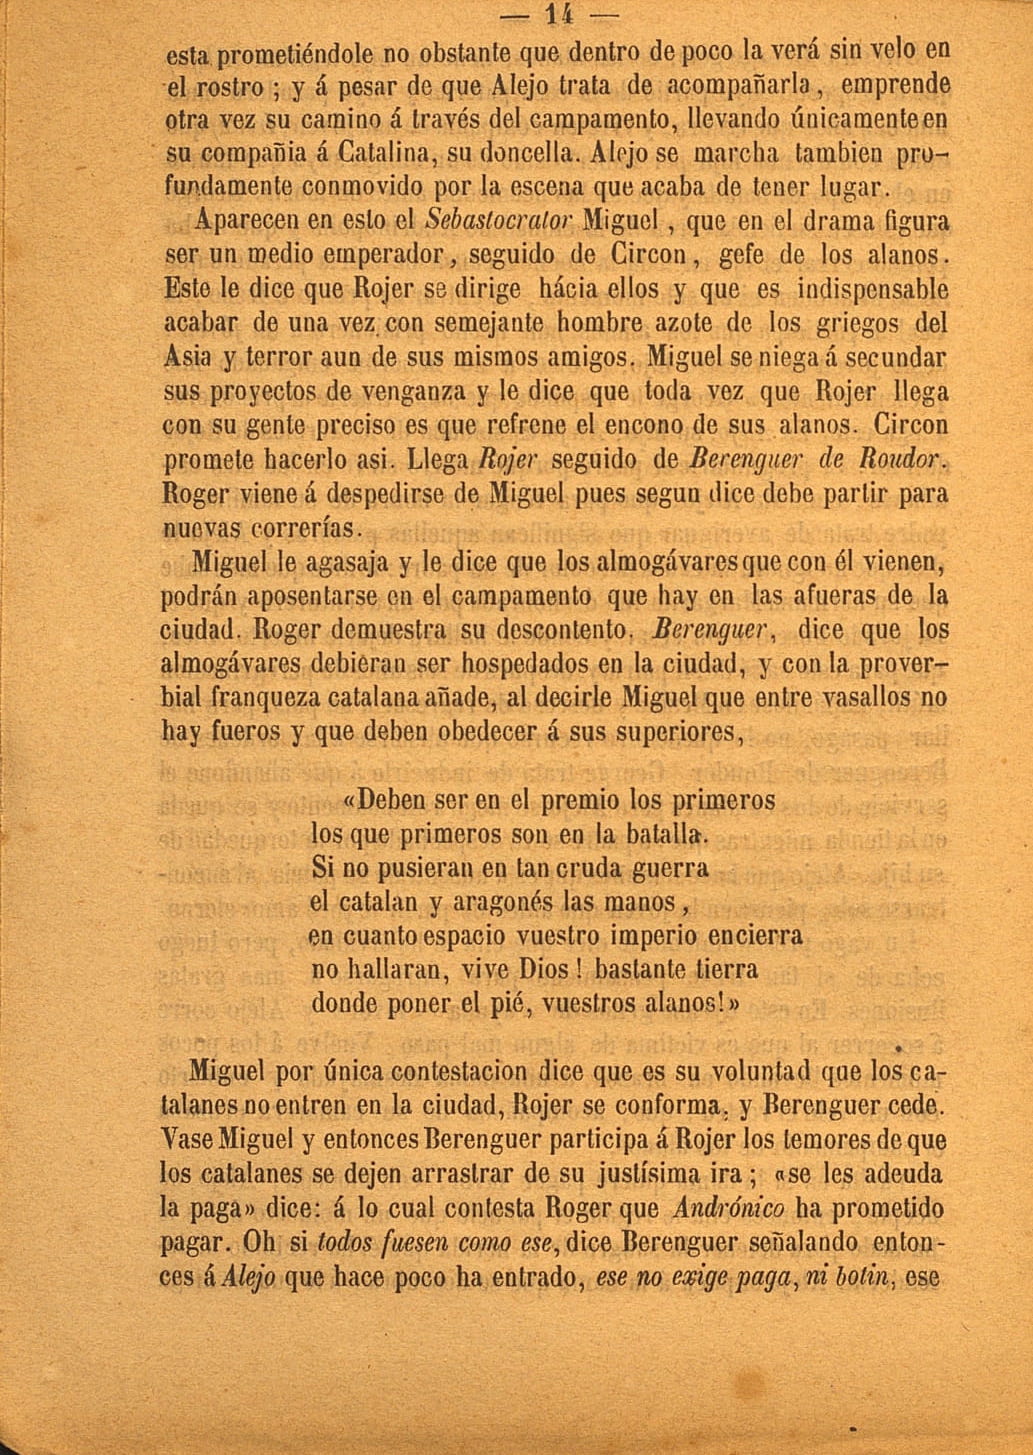 — 14 —
esta prometiéndole no obstante que dentro de poco la verá sin velo en
el rostro ; y á pesar de que Alejo trata de acompañarla , emprende
otra vez su camino á través del campamento, llevando únicamente en
su compañia á Catalina, su doncella. Alejo se marcha tambien pro-
fundamente conmovido por la escena que acaba de tener lugar.
Aparecen en esto el Sebastocrator Miguel , que en el drama figura
ser un medio emperador, seguido de Circon , gefe de los alanos.
Este le dice que Rojer se dirige hácia ellos y que es indispensable
acabar de una vez con semejante hombre azote de los griegos del
Asia y terror aun de sus mismos amigos. Miguel se niega á secundar
sus proyectos de venganza y le dice que toda vez que Rojer llega
con su gente preciso es que refrene el encono de sus alanos. Circon
promete hacerlo asi. Llega Rojer seguido de Berenguer de Roudor.
Roger viene á despedirse de Miguel pues segun dice debe partir para
nuevas correrías.
Miguel le agasaja y le dice que los almogávares que con él vienen,
podrán aposentarse en el campamento que hay en las afueras de la
ciudad. Roger demuestra su descontento. Berenguer, dice que los
almogávares debieran ser hospedados en la ciudad, y con la prover-
bial franqueza catalana añade, al decirle Miguel que entre vasallos no
hay fueros y que deben obedecer á sus superiores,
«Deben ser en el premio los primeros
los que primeros son en la batalla.
Si no pusieran en tan cruda guerra
el catalan y aragonés las manos ,
en cuanto espacio vuestro imperio encierra
no hallaran, vive Dios ! bastante tierra
donde poner el pié, vuestros alanos!»
Miguel por única contestacion dice que es su voluntad que los ca-
talanes no entren en la ciudad, Rojer se conforma, y Berenguer cede.
Vase Miguel y entonces Berenguer participa á Rojer los temores de que
los catalanes se dejen arrastrar de su justísima ira ; «se les adeuda
la paga» dice: á lo cual contesta Roger que Andrónico ha prometido
pagar. Oh si todos fuesen como ese, dice Berenguer señalando enton-
ces á Alejo que hace poco ha entrado, ese no exige paga, ni botin, ese